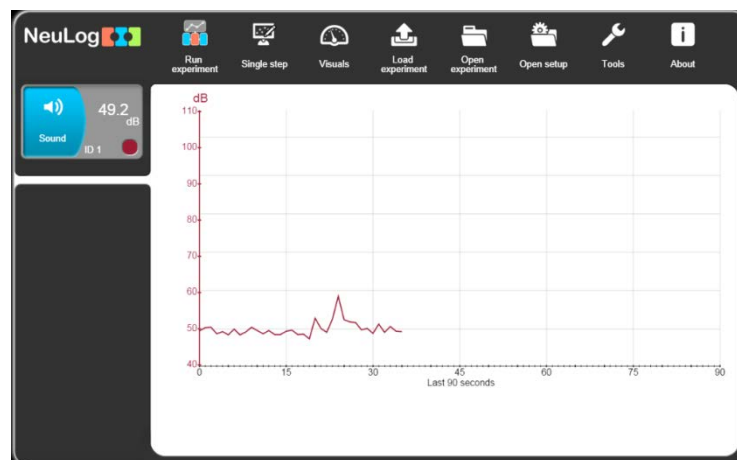 NeuLog
Run experiment
Single step
Visuals
Load experiment
Open experiment
Open setup
Tools
About
49.2
dB
Sound
ID 1
dB
110
100
90
80
70
60
50
40
0 15 30 45 60 75 90
Last 90 seconds